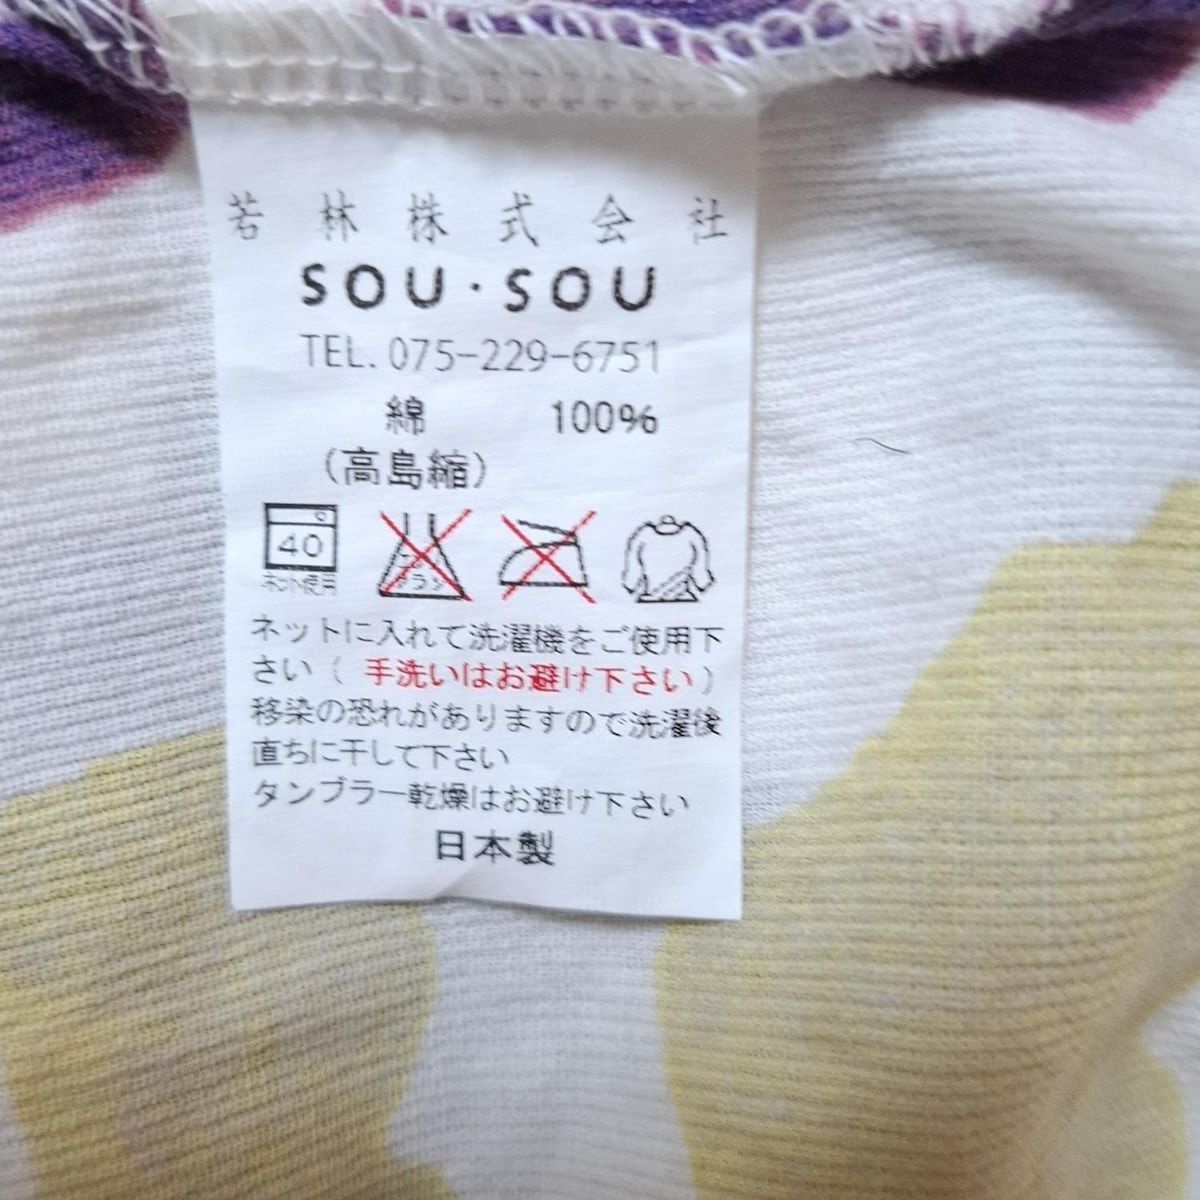 若林株式会社
SOU・SOU
TEL. 075-229-6751
綿 100%
（高島縮）
40
ネット使用
ネットに入れて洗濯機をご使用下
さい（手洗いはお避け下さい）
移染の恐れがありますので洗濯後
直ちに干して下さい
タンブラー乾燥はお避け下さい
日本製